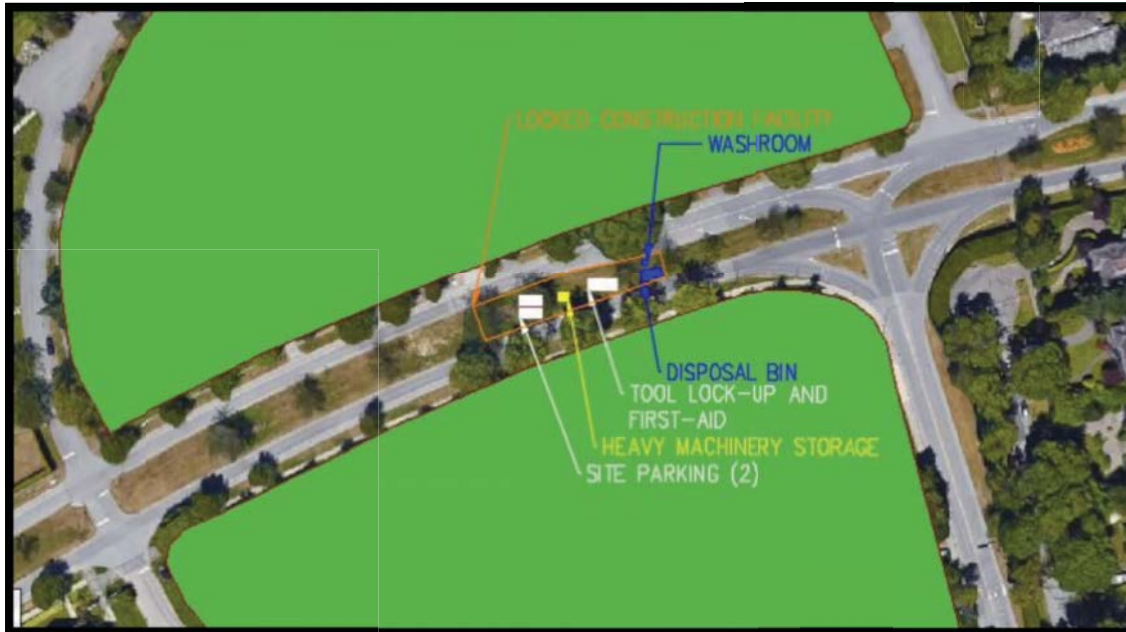 LOCKED CONSTRUCTION FACILITY
WASHROOM
DISPOSAL BIN
TOOL LOCK-UP AND
FIRST-AID
HEAVY MACHINERY STORAGE
SITE PARKING (2)